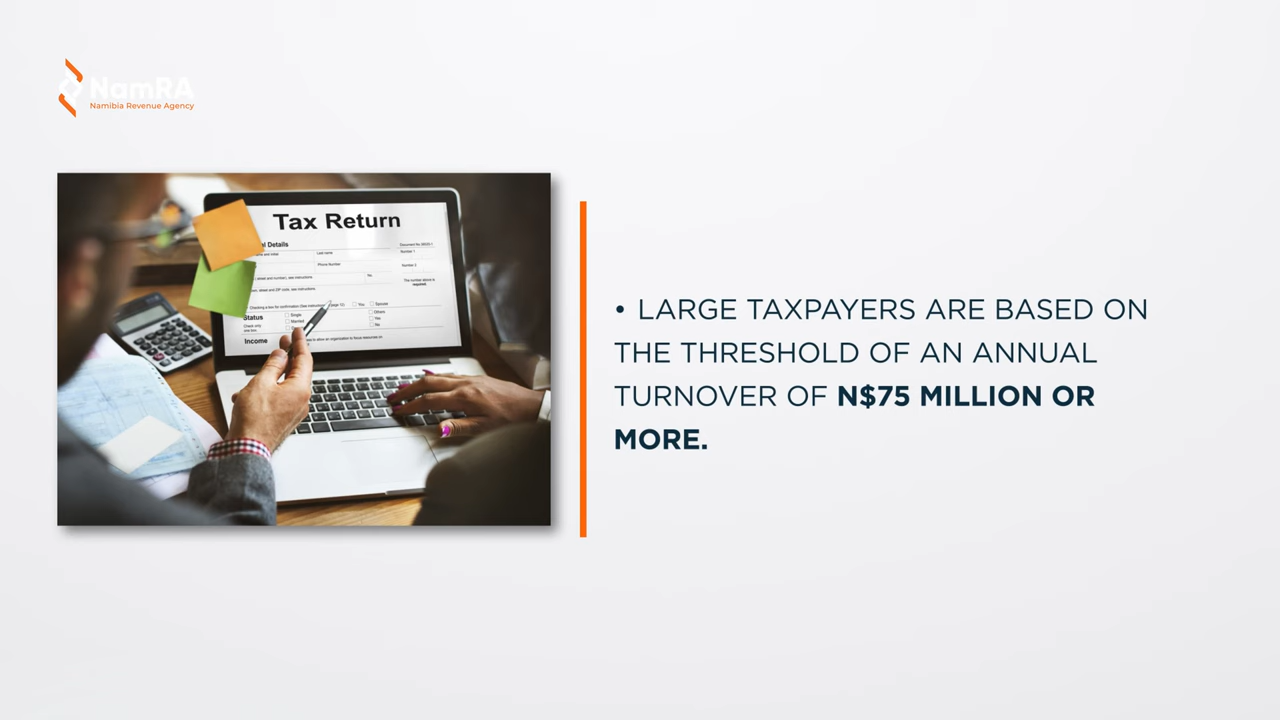 NamRA
Namibia Revenue Agency
Tax Return
Status
Income
• LARGE TAXPAYERS ARE BASED ON
THE THRESHOLD OF AN ANNUAL
TURNOVER OF N$75 MILLION OR
MORE.